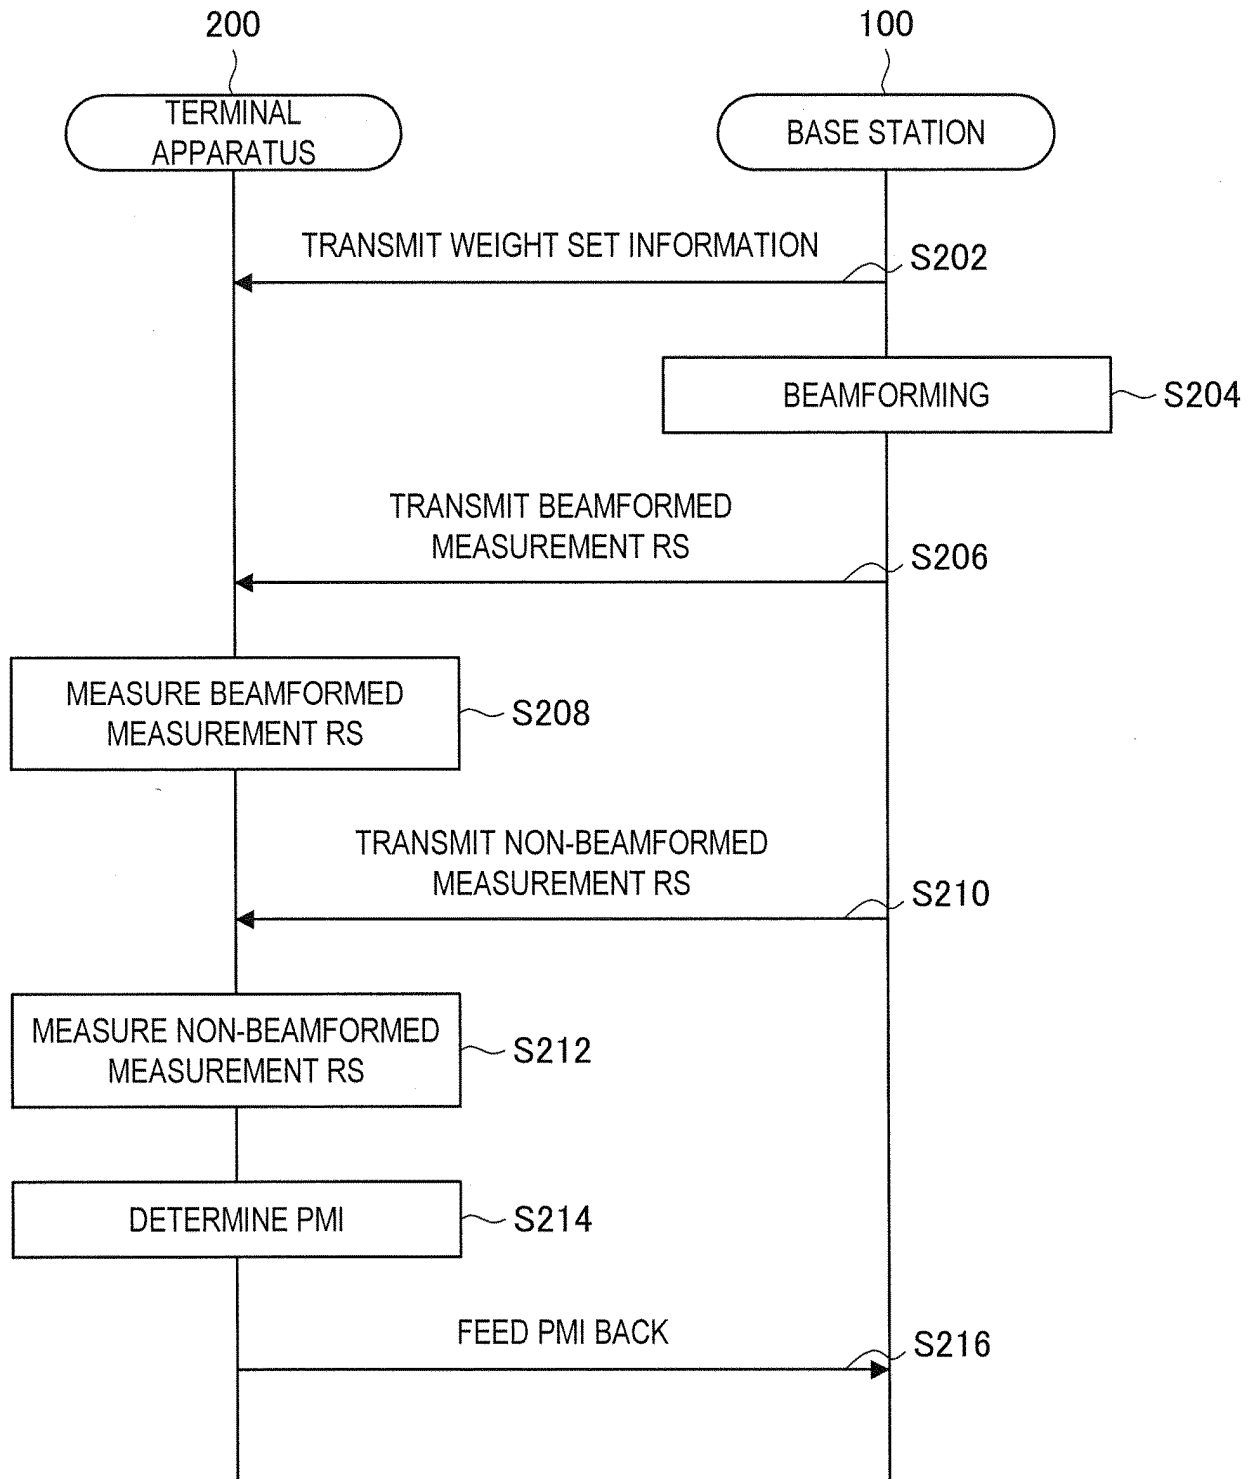 200
100
TERMINAL
APPARATUS
BASE STATION
TRANSMIT WEIGHT SET INFORMATION
S202
BEAMFORMING
S204
TRANSMIT BEAMFORMED
MEASUREMENT RS
S206
MEASURE BEAMFORMED
MEASUREMENT RS
S208
TRANSMIT NON-BEAMFORMED
MEASUREMENT RS
S210
MEASURE NON-BEAMFORMED
MEASUREMENT RS
S212
DETERMINE PMI
S214
FEED PMI BACK
S216